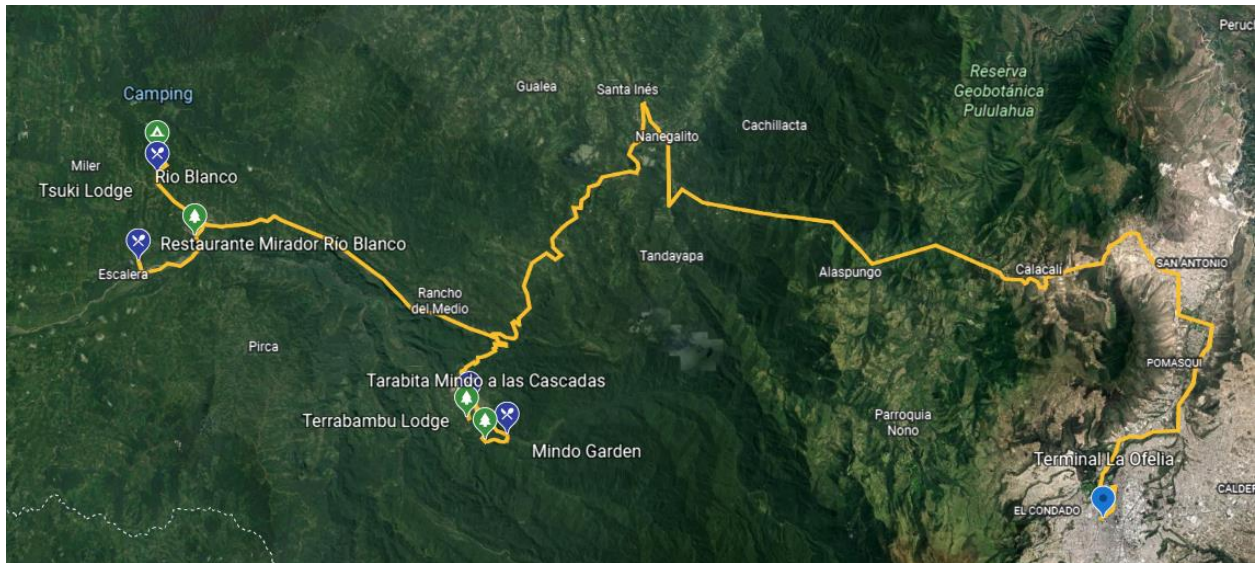 Peruch
Reserva
Geobotánica
Pululahua
Gualea
Santa Inés
Camping
Cachillacta
Nanegalito
Miler
Río Blanco
Tsuki Lodge
Restaurante Mirador Río Blanco
Escalera
Tandayapa
Alaspungo
Calacalí
SAN ANTONIO
Rancho
del Medio
Pirca
POMASQUI
Tarabita Mindo a las Cascadas
Terrabambu Lodge
Mindo Garden
Parroquia
Nono
Terminal La Ofelia
EL CONDADO
CALDER